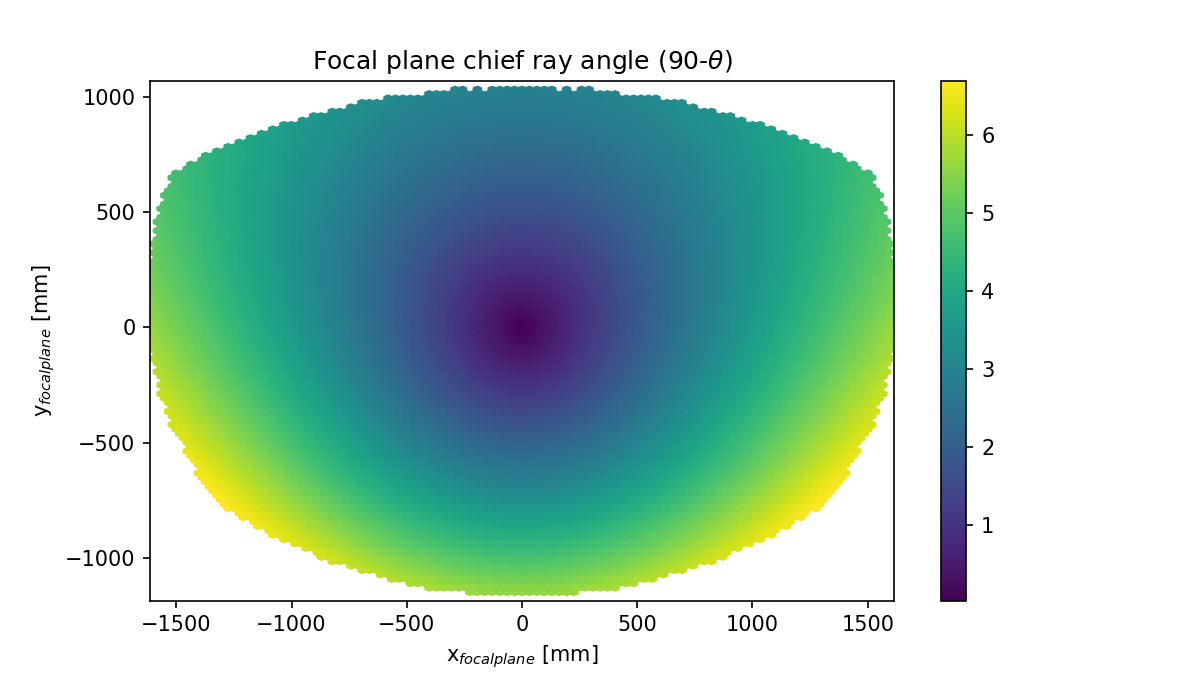 Focal plane chief ray angle (90-θ)
1000
500
0
−500
−1000
y_focalplane [mm]
−1500 −1000 −500 0 500 1000 1500
x_focalplane [mm]
6
5
4
3
2
1